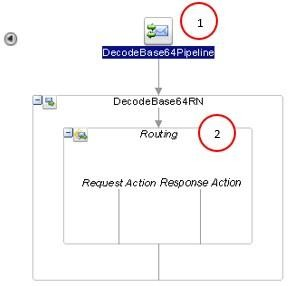 1
DecodeBase64Pipeline
DecodeBase64RN
Routing
2
Request Action Response Action